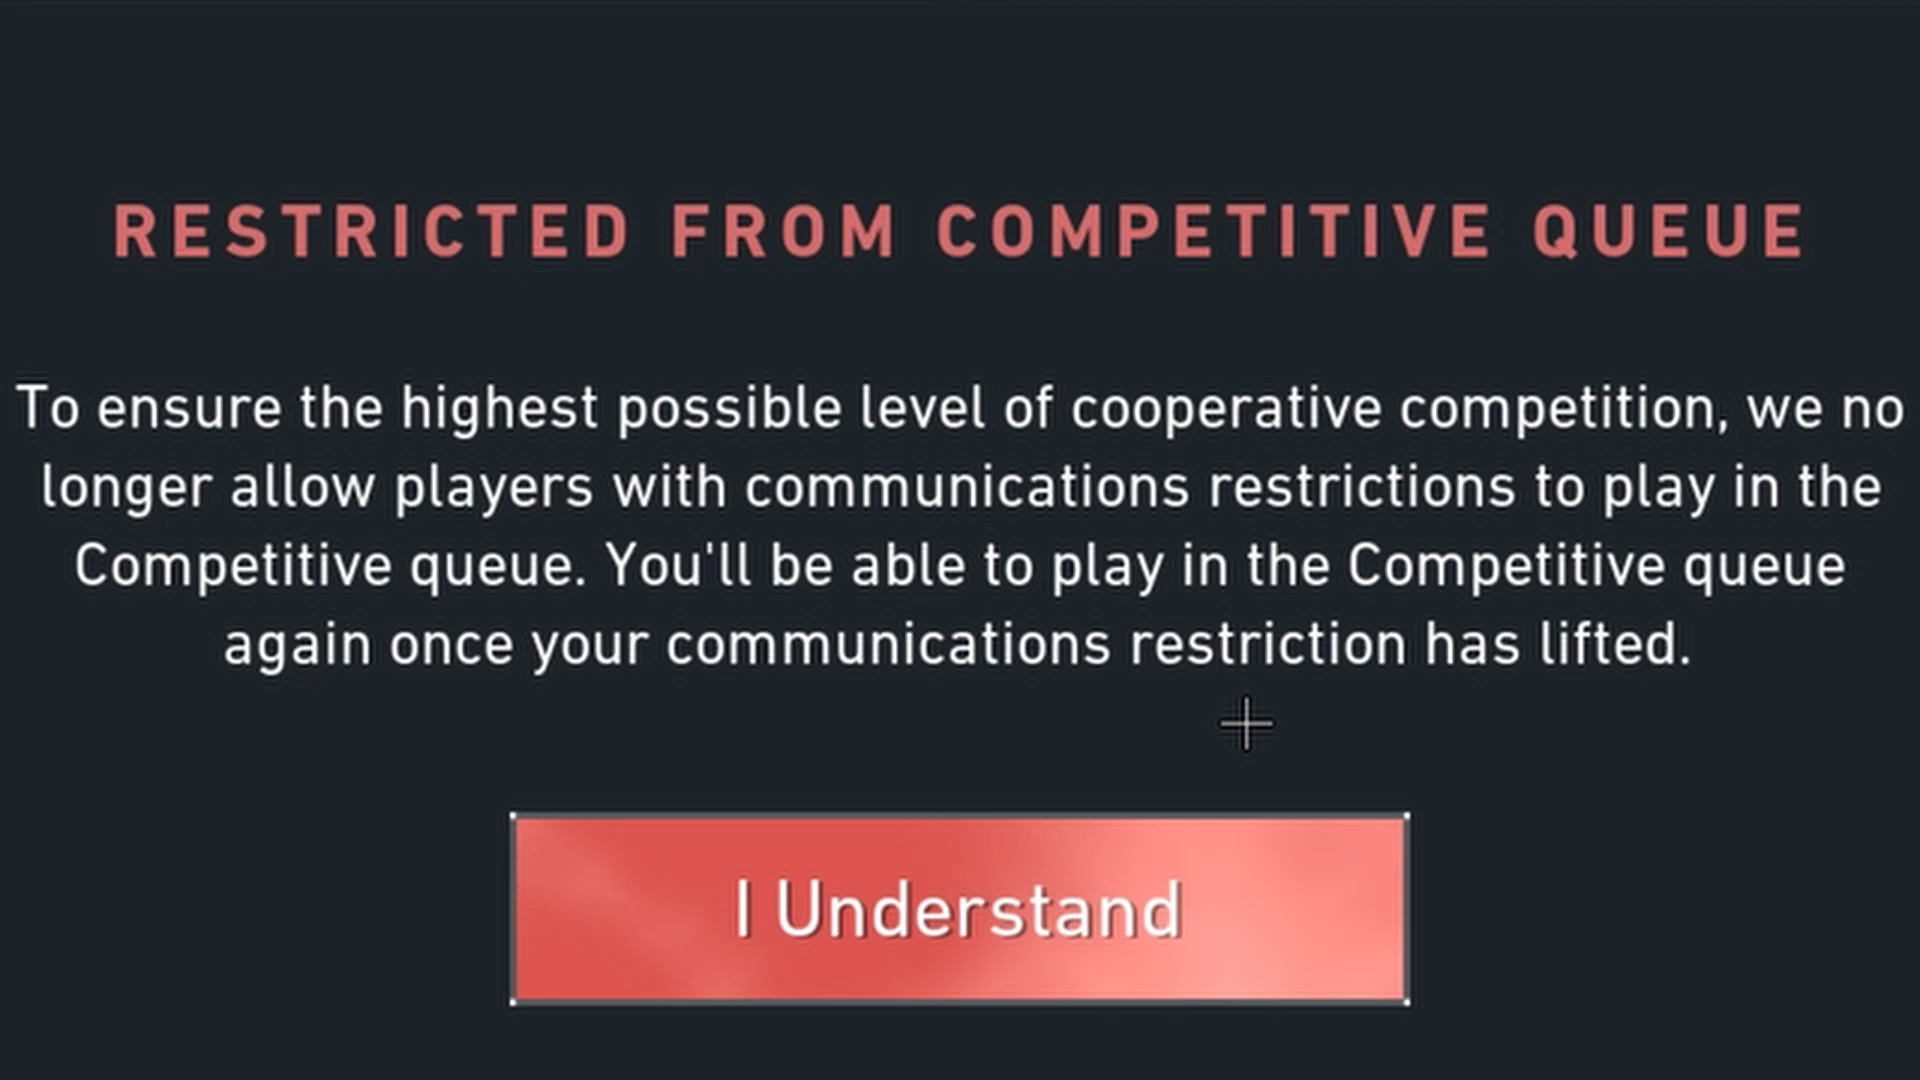 RESTRICTED FROM COMPETITIVE QUEUE
To ensure the highest possible level of cooperative competition, we no
longer allow players with communications restrictions to play in the
Competitive queue. You'll be able to play in the Competitive queue
again once your communications restriction has lifted.
I Understand